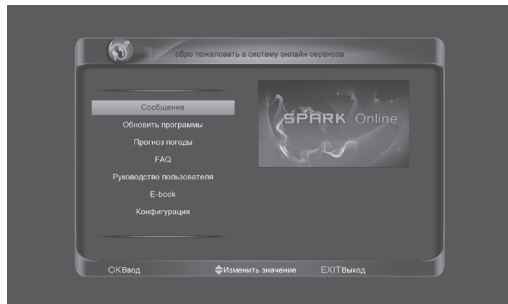 обро пожаловать в систему онлайн сервисов
Сообщение
SPARK Online
Обновить программы
Прогноз погоды
FAQ
Руководство пользователя
E-book
Конфигурация
OKВвод Изменить значение EXITВыход